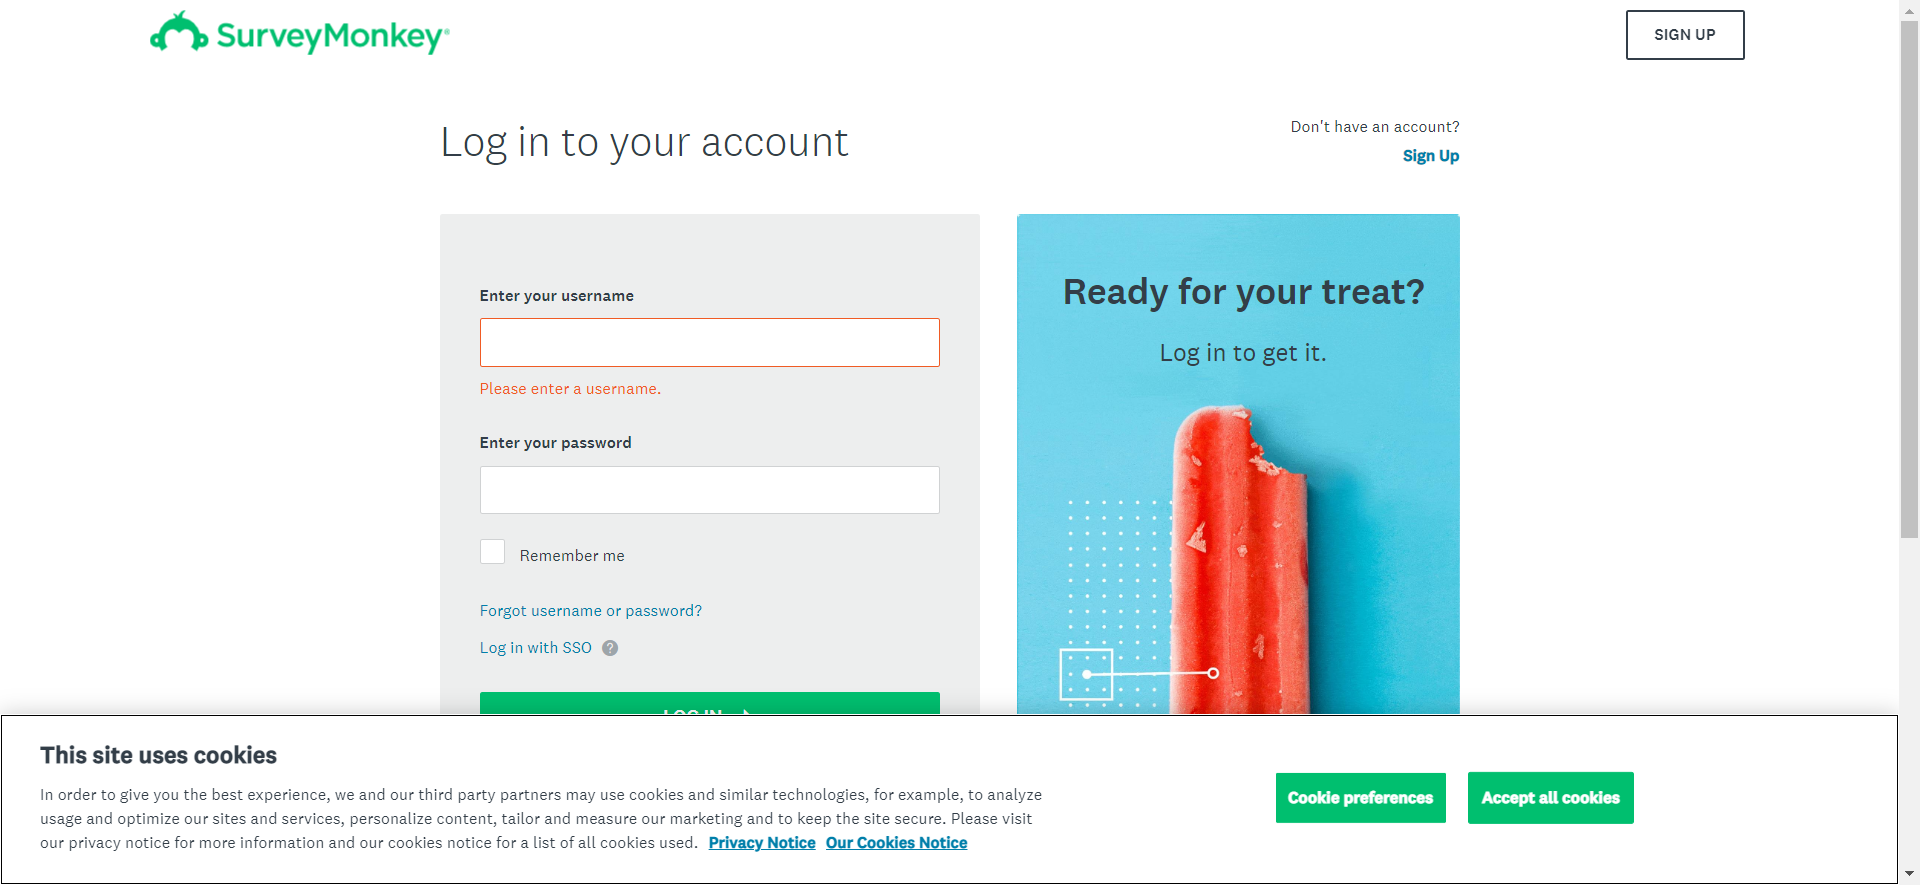 SurveyMonkey®
SIGN UP
Log in to your account
Don't have an account?
Sign Up
Enter your username
Please enter a username.
Enter your password
Remember me
Forgot username or password?
Log in with SSO ?
LOG IN
Ready for your treat?
Log in to get it.
This site uses cookies
In order to give you the best experience, we and our third party partners may use cookies and similar technologies, for example, to analyze
usage and optimize our sites and services, personalize content, tailor and measure our marketing and to keep the site secure. Please visit
our privacy notice for more information and our cookies notice for a list of all cookies used. Privacy Notice Our Cookies Notice
Cookie preferences
Accept all cookies